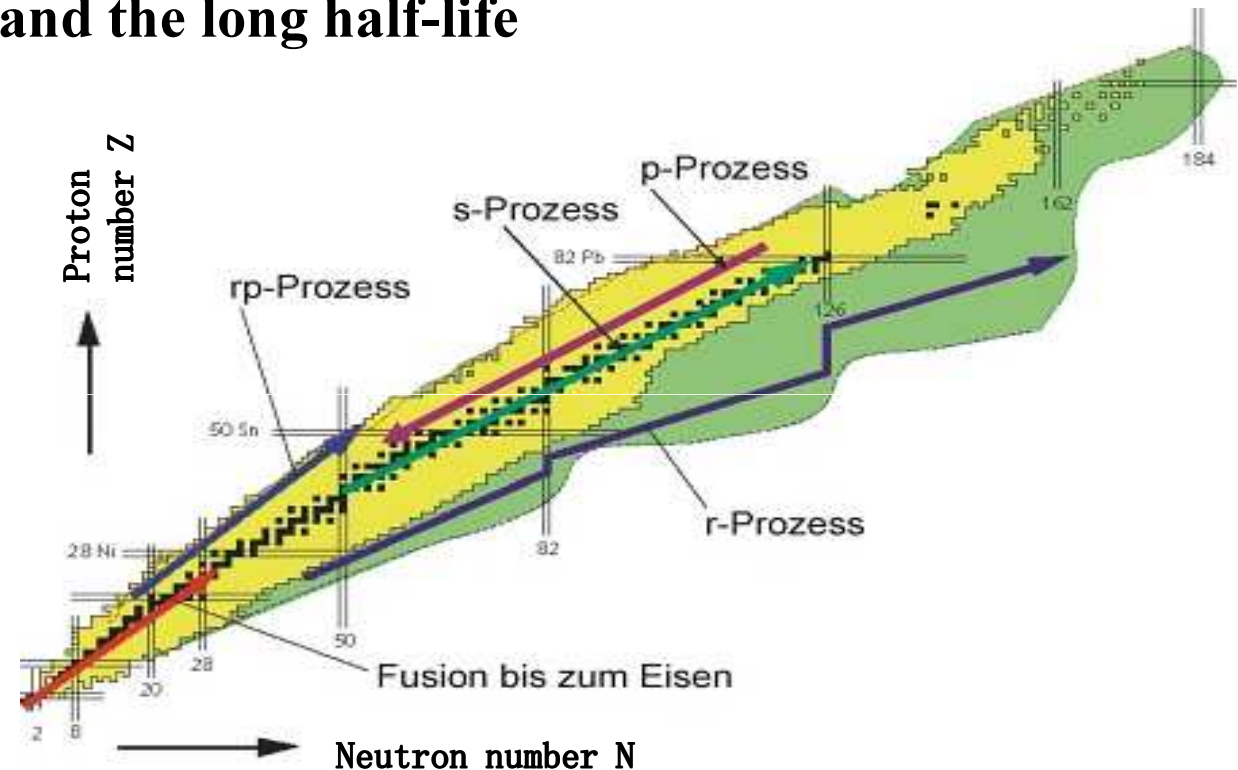 and the long half-life
Proton
number Z
184
p-Prozess
162
s-Prozess
82 Pb
rp-Prozess
126
50 Sn
r-Prozess
28 Ni
82
50
28
Fusion bis zum Eisen
20
2
8
Neutron number N